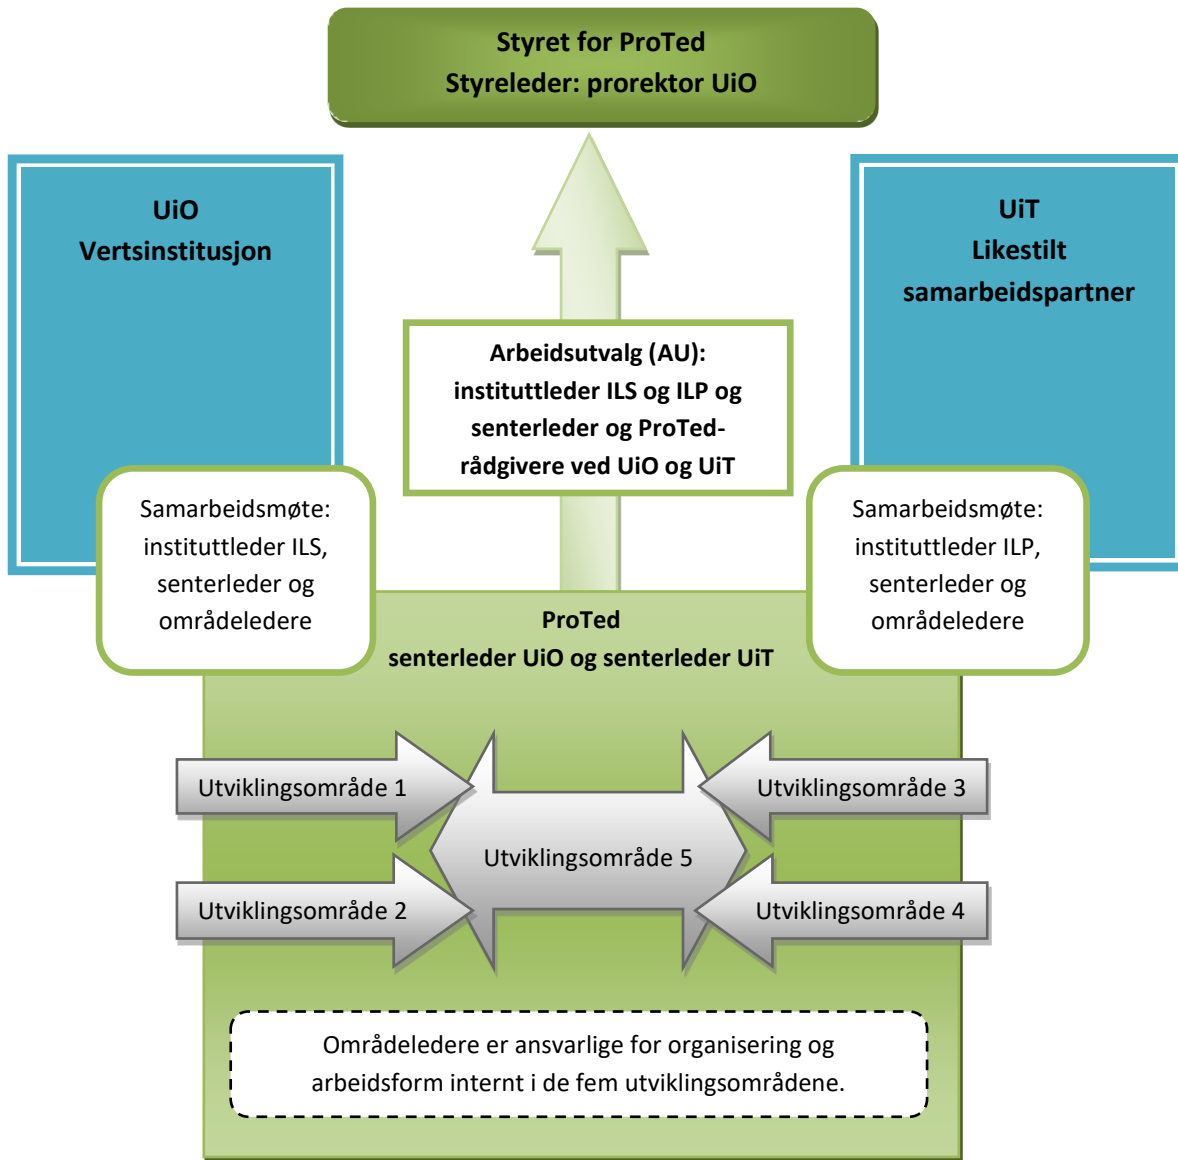 Styret for ProTed
Styreleder: prorektor UiO
UiO
Vertsinstitusjon
UiT
Likestilt
samarbeidspartner
Arbeidsutvalg (AU):
instituttleder ILS og ILP og
senterleder og ProTed-
rådgivere ved UiO og UiT
Samarbeidsmøte:
instituttleder ILS,
senterleder og
områdeledere
Samarbeidsmøte:
instituttleder ILP,
senterleder og
områdeledere
ProTed
senterleder UiO og senterleder UiT
Utviklingsområde 1
Utviklingsområde 3
Utviklingsområde 5
Utviklingsområde 2
Utviklingsområde 4
Områdeledere er ansvarlige for organisering og
arbeidsform internt i de fem utviklingsområdene.